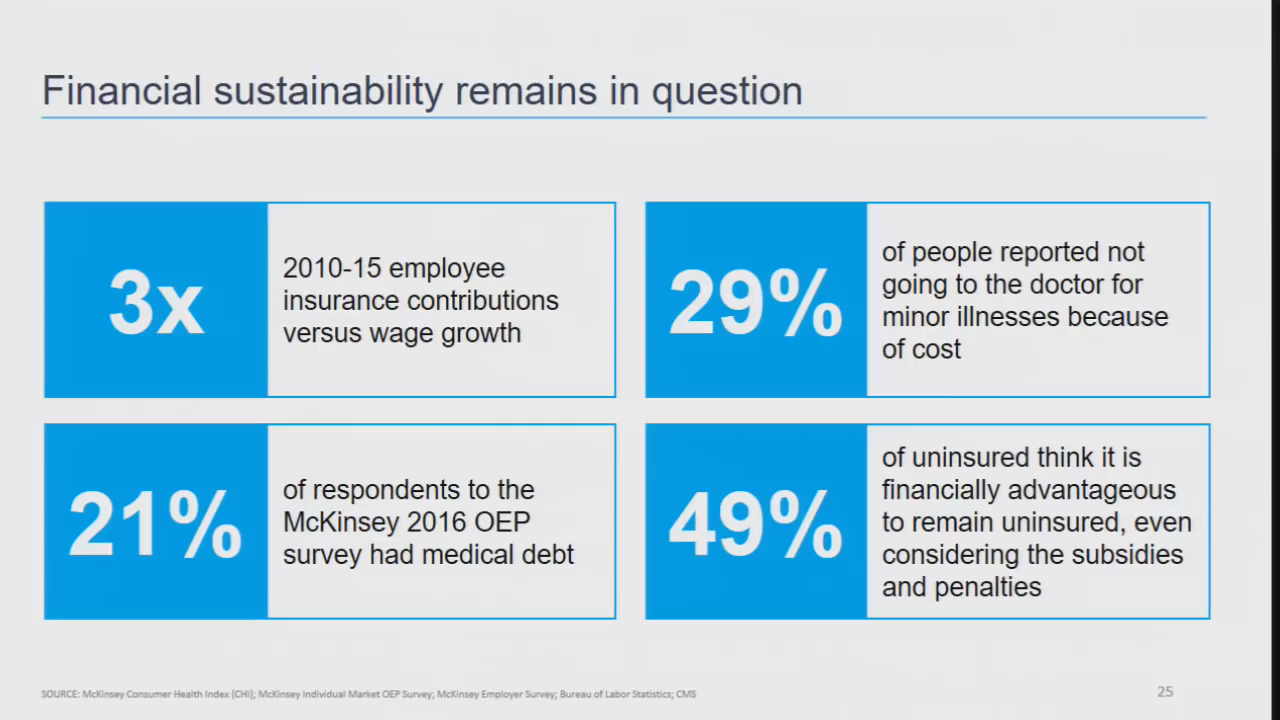 Financial sustainability remains in question
3x
2010-15 employee
insurance contributions
versus wage growth
29%
of people reported not
going to the doctor for
minor illnesses because
of cost
21%
of respondents to the
McKinsey 2016 OEP
survey had medical debt
49%
of uninsured think it is
financially advantageous
to remain uninsured, even
considering the subsidies
and penalties
SOURCE: McKinsey Consumer Health Index (CHI); McKinsey Individual Market OEP Survey; McKinsey Employer Survey; Bureau of Labor Statistics; CMS
25